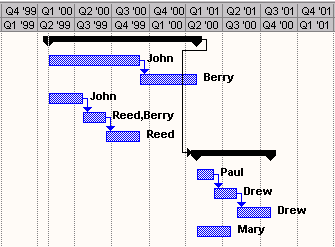 Q4 '99 Q1 '00 Q2 '00 Q3 '00 Q4 '00 Q1 '01 Q2 '01 Q3 '01 Q4 '01
Q1 '99 Q2 '99 Q3 '99 Q4 '99 Q1 '00 Q2 '00 Q3 '00 Q4 '00 Q1 '01
John
Berry
John
Reed,Berry
Reed
Paul
Drew
Drew
Mary